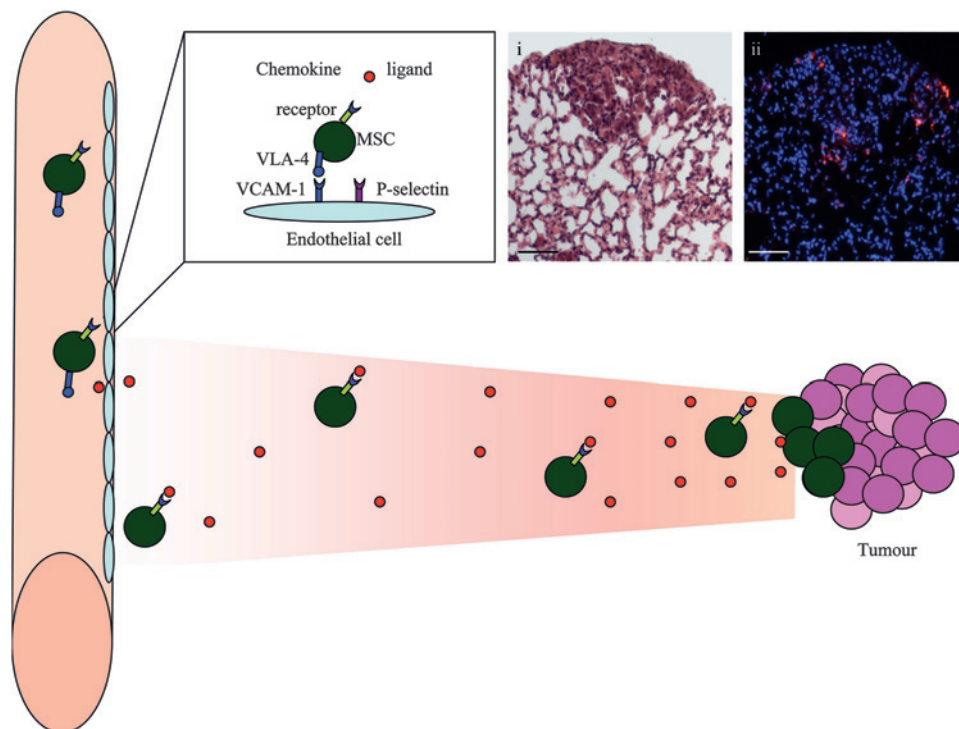 Chemokine ligand
receptor
MSC
VLA-4
VCAM-1 P-selectin
Endothelial cell
i
ii
Tumour